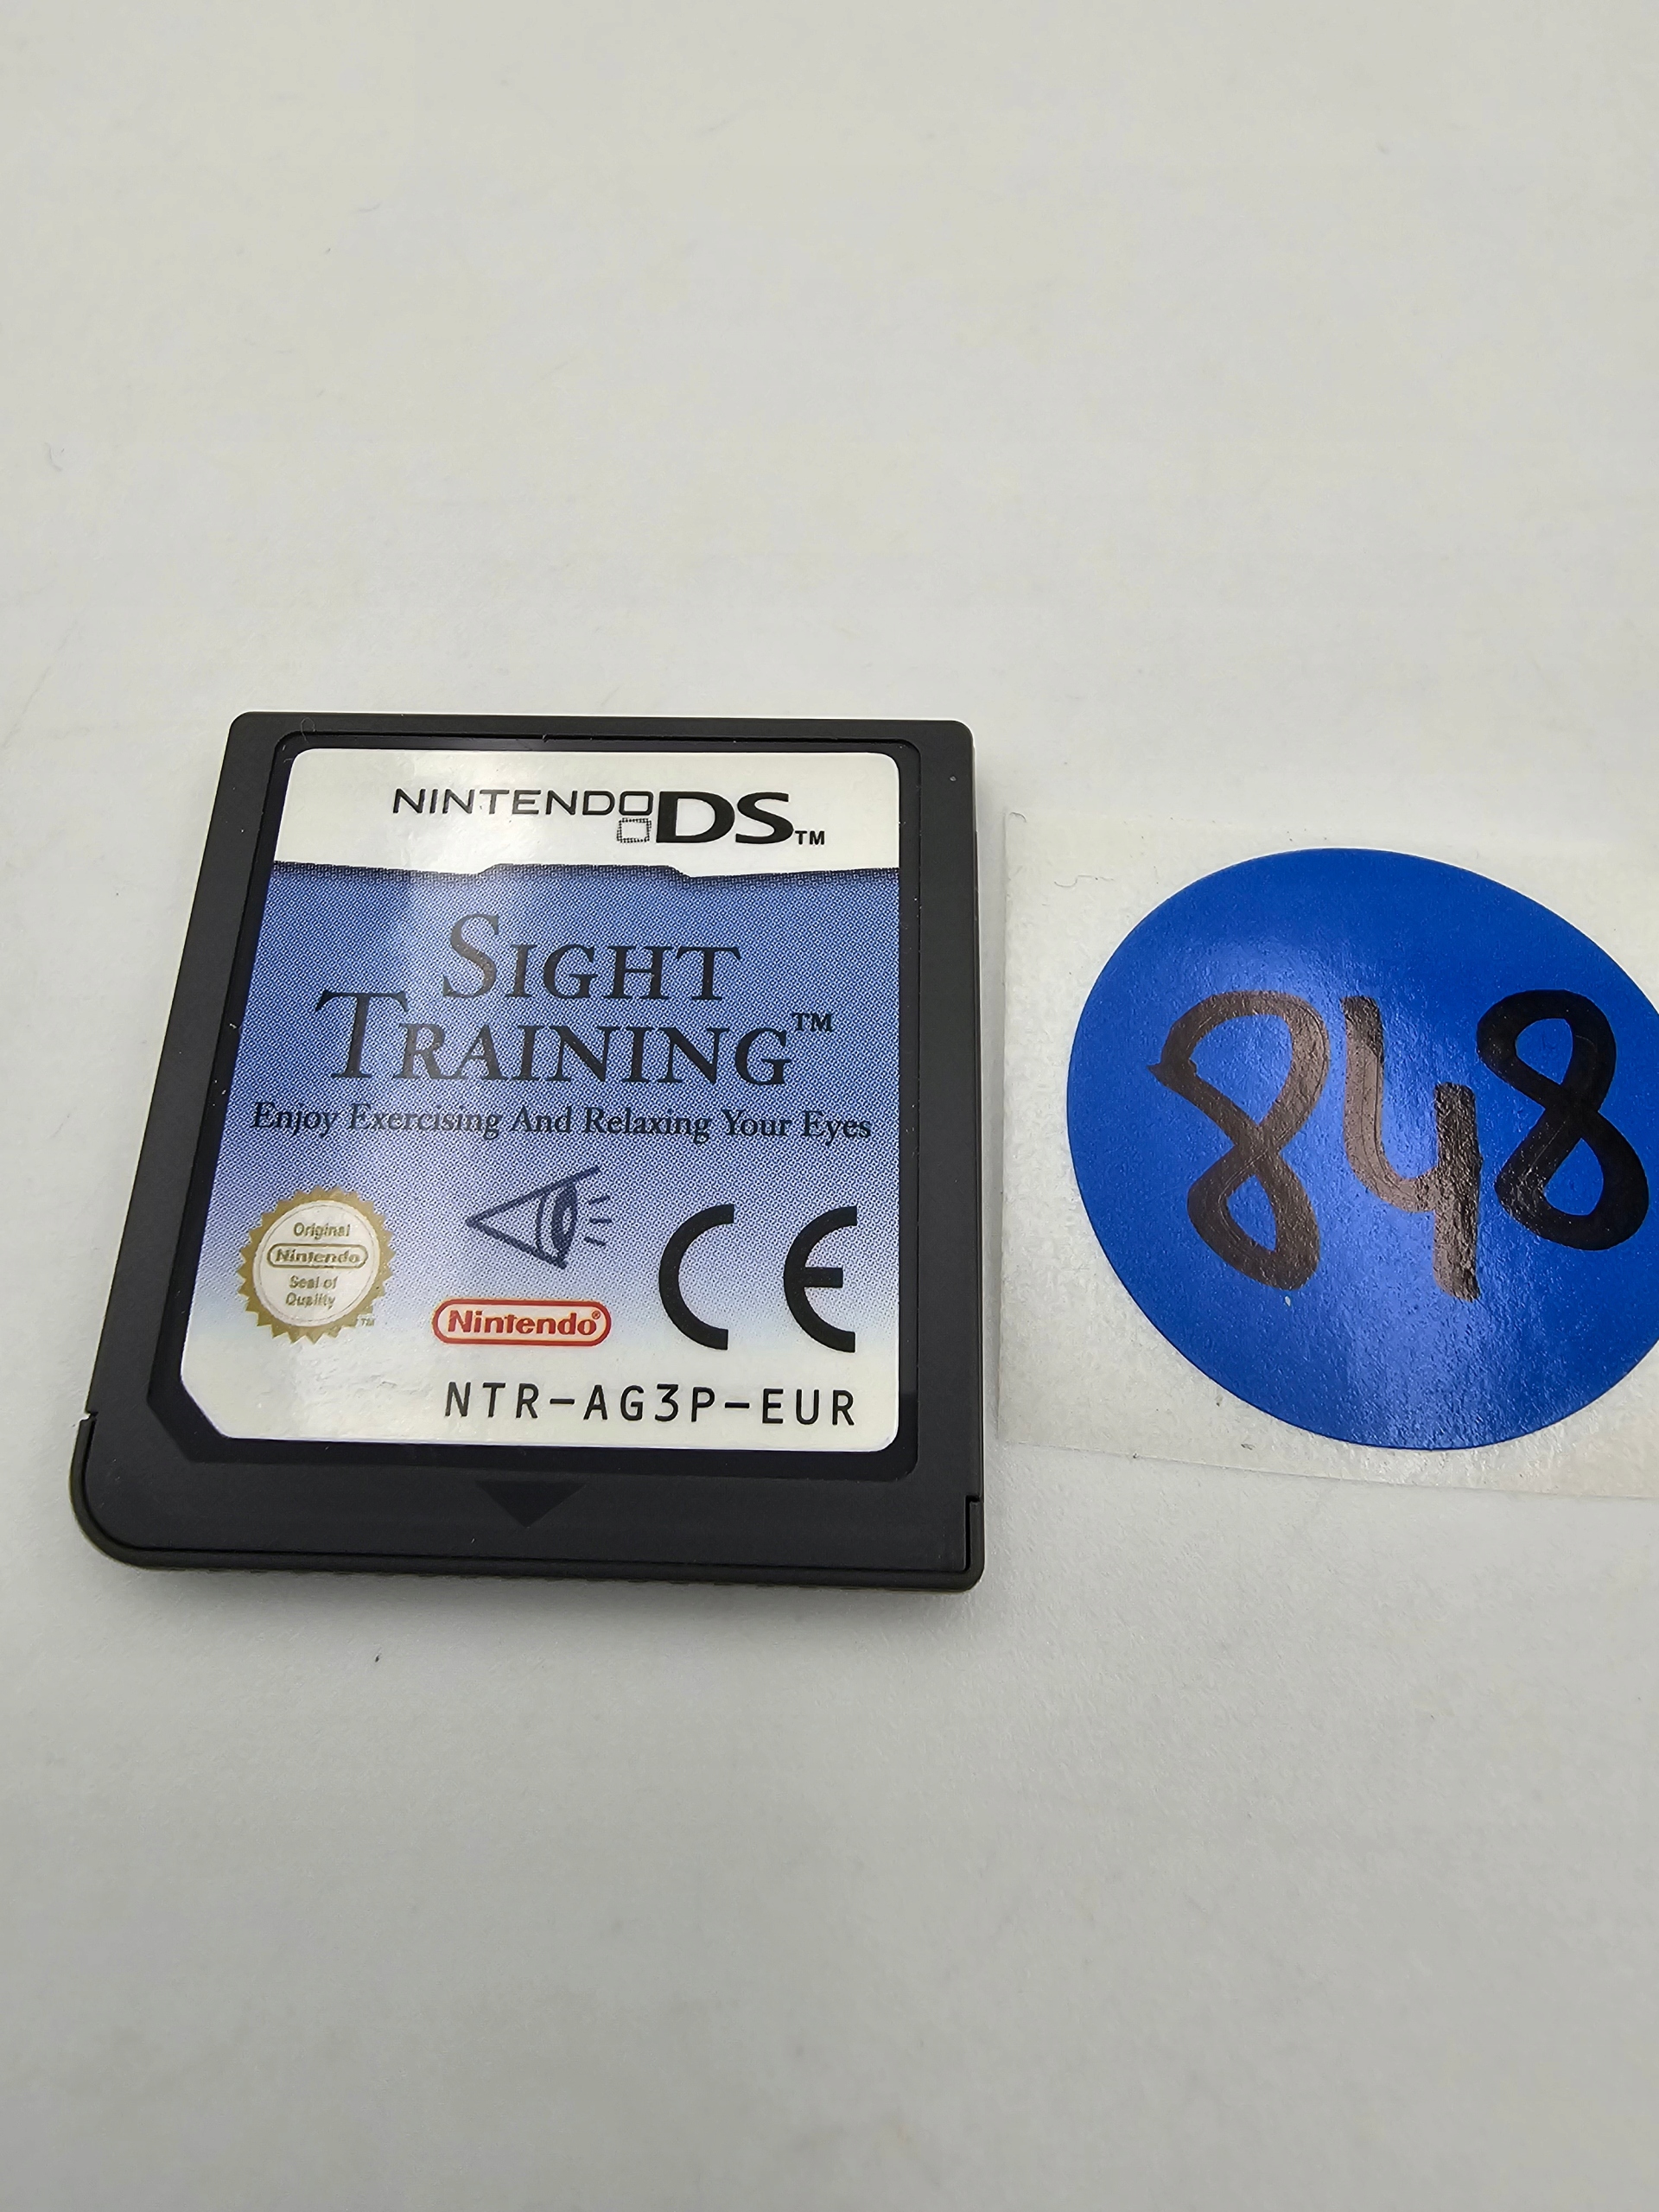 NINTENDO DS™
SIGHT
TRAINING™
Enjoy Exercising And Relaxing Your Eyes
Original
Nintendo
Seal of
Quality
™
Nintendo®
CE
NTR-AG3P-EUR
848